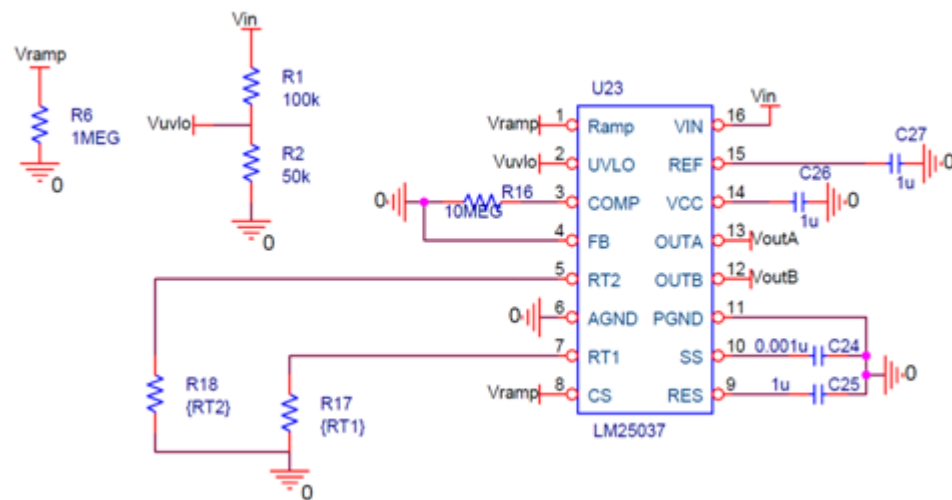 Vramp
R6
1MEG
0
Vin
R1
100k
Vuvlo
R2
50k
0
U23
Vramp 1 Ramp VIN 16 Vin
Vuvlo 2 UVLO REF 15 C27 1u 0
0 R16 10MEG 3 COMP VCC 14 C26 1u 0
4 FB OUTA 13 VoutA
5 RT2 OUTB 12 VoutB
0 6 AGND PGND 11
7 RT1 SS 10 0.001u C24 0
Vramp 8 CS RES 9 1u C25
LM25037
R18
{RT2}
R17
{RT1}
0